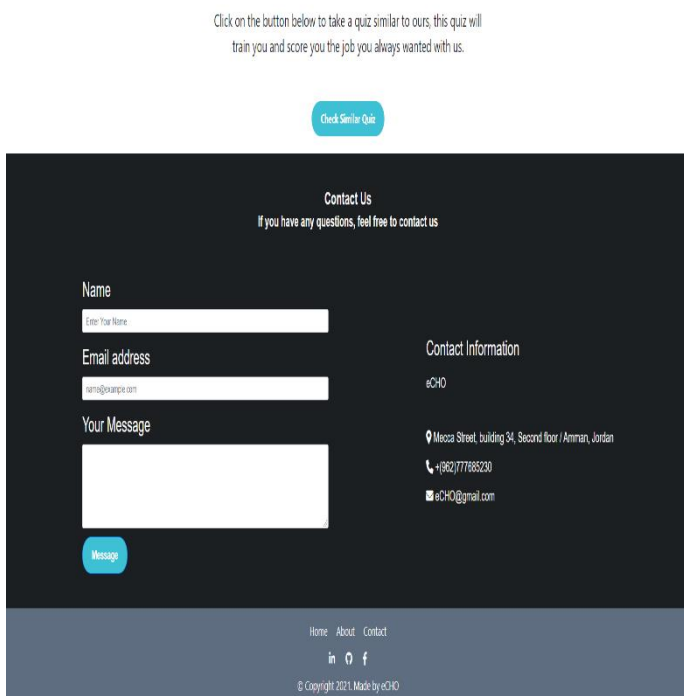 Click on the button below to take a quiz similar to ours, this quiz will
train you and score you the job you always wanted with us.
Check Similar Quiz
Contact Us
If you have any questions, feel free to contact us
Name
Enter Your Name
Email address
name@example.com
Your Message
Message
Contact Information
eCHO
Mecca Street, building 34, Second floor / Amman, Jordan
+(962)777685230
eCHO@gmail.com
Home About Contact
© Copyright 2021. Made by eCHO